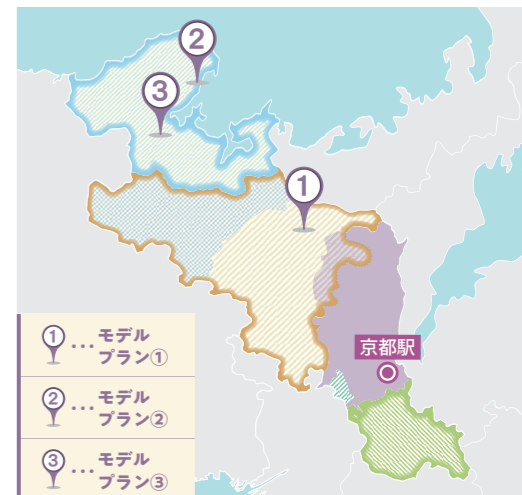 ②
③
①
京都駅
① … モデル
プラン①
② … モデル
プラン②
③ … モデル
プラン③